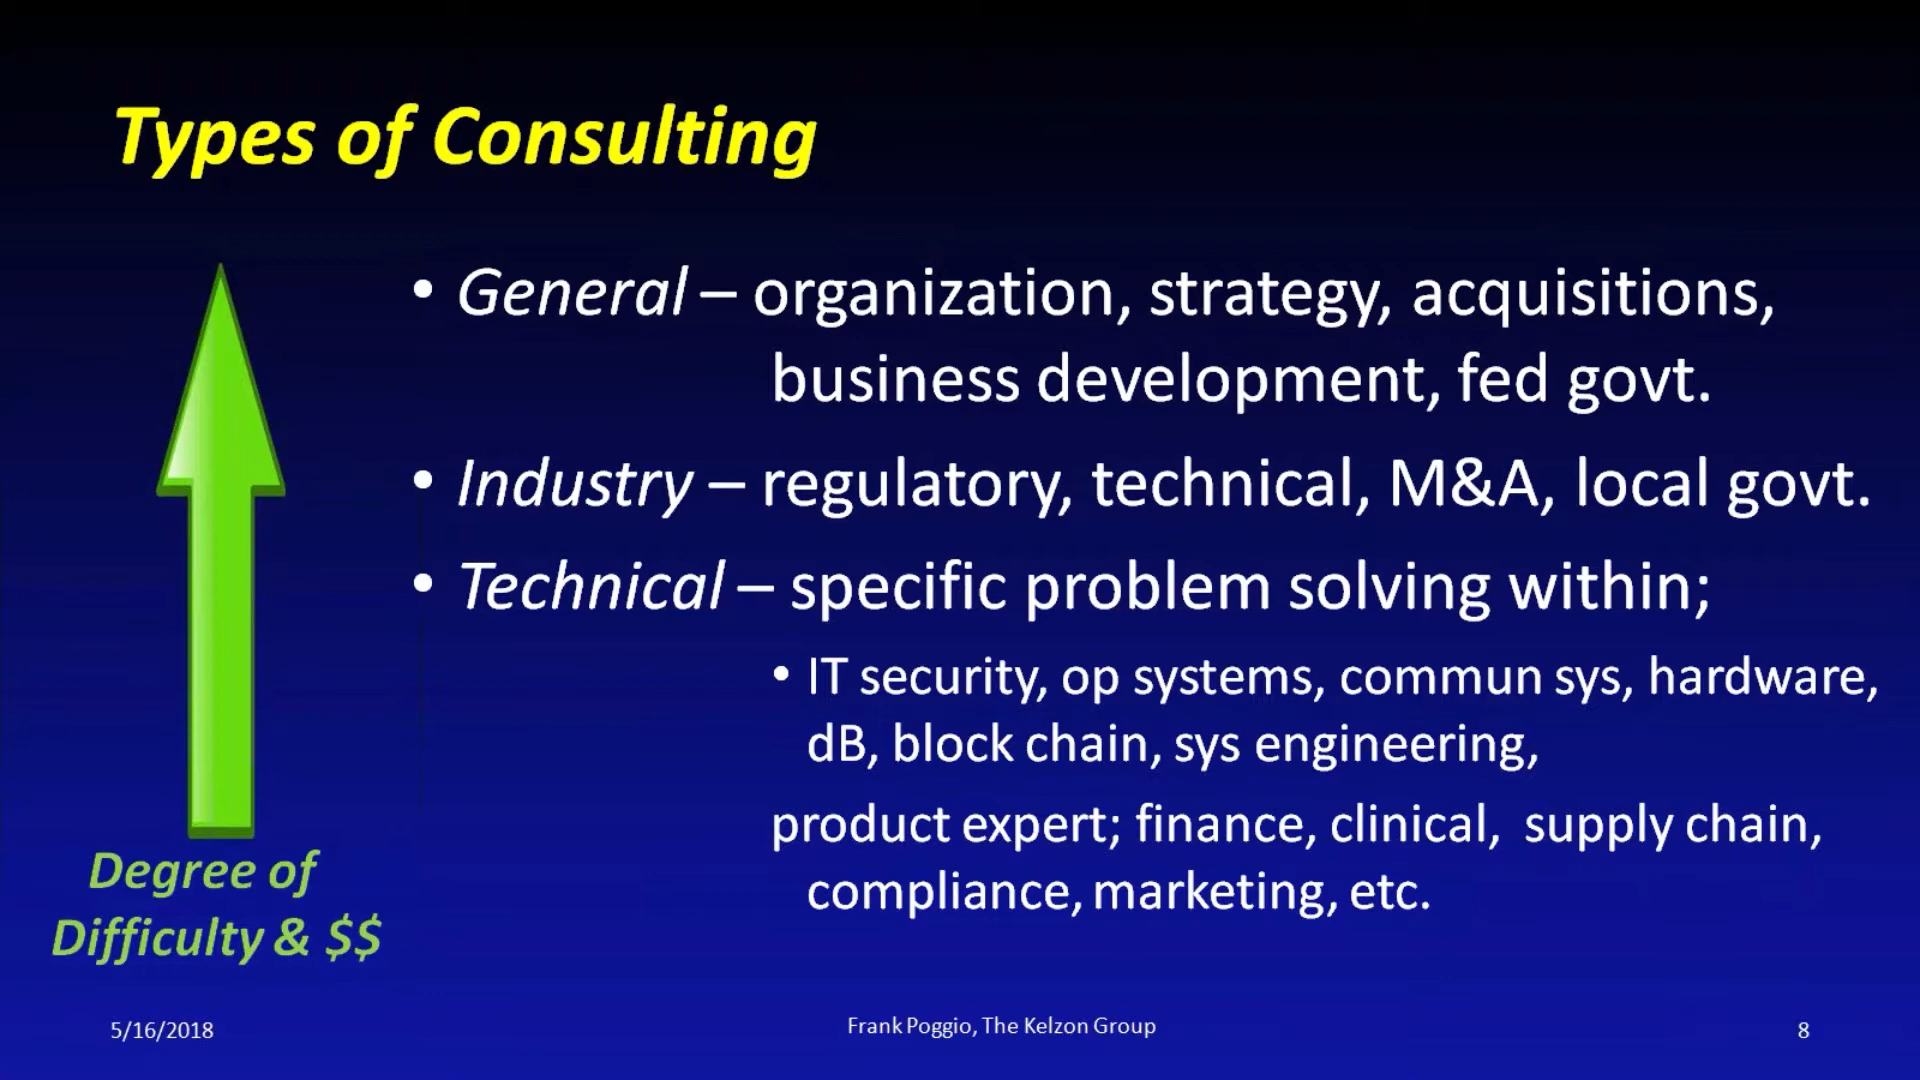 Types of Consulting
• General – organization, strategy, acquisitions,
business development, fed govt.
• Industry – regulatory, technical, M&A, local govt.
• Technical – specific problem solving within;
• IT security, op systems, commun sys, hardware,
dB, block chain, sys engineering,
product expert; finance, clinical, supply chain,
compliance, marketing, etc.
Degree of
Difficulty & $$
5/16/2018
Frank Poggio, The Kelzon Group
8